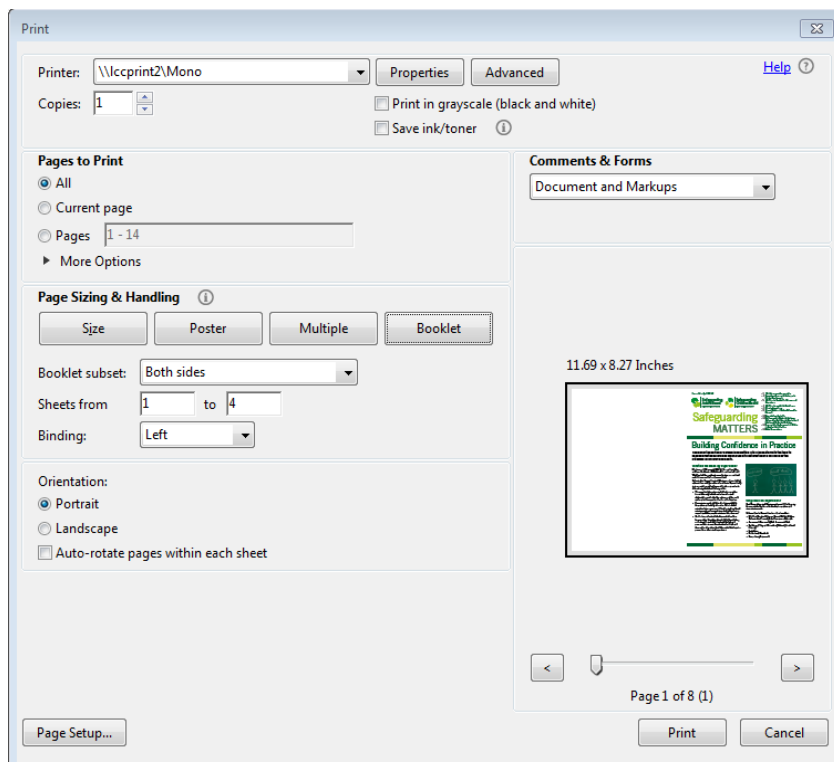 Print
Printer: \\lccprint2\Mono Properties Advanced Help
Copies: 1 Print in grayscale (black and white)
Save ink/toner
Pages to Print
All
Current page
Pages 1 - 14
More Options
Comments & Forms
Document and Markups
Page Sizing & Handling
Size Poster Multiple Booklet
Booklet subset: Both sides
Sheets from 1 to 4
Binding: Left
Orientation:
Portrait
Landscape
Auto-rotate pages within each sheet
11.69 x 8.27 Inches
Safeguarding
MATTERS
Building Confidence in Practice
< >
Page 1 of 8 (1)
Page Setup... Print Cancel